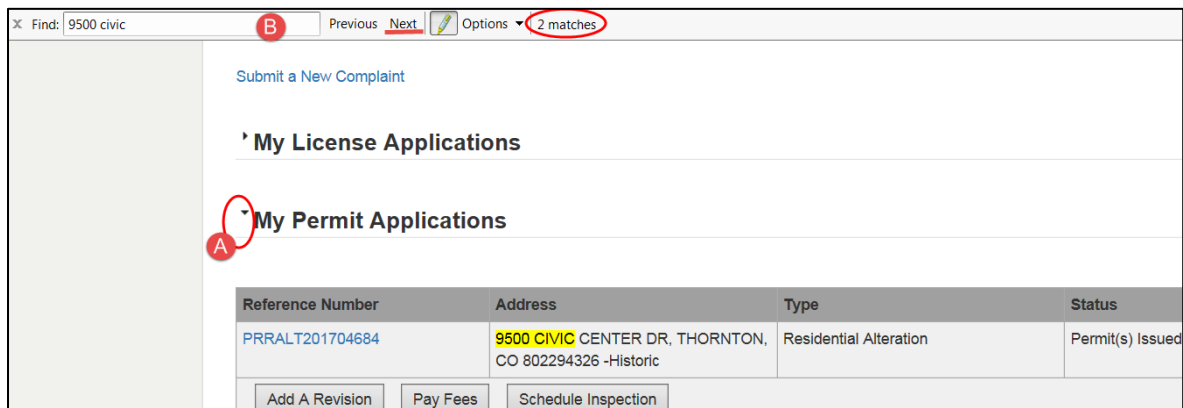 x Find: 9500 civic B Previous Next Options 2 matches
Submit a New Complaint
My License Applications
My Permit Applications
A
Reference Number Address Type Status
PRRALT201704684 9500 CIVIC CENTER DR, THORNTON, Residential Alteration Permit(s) Issued
CO 802294326 -Historic
Add A Revision Pay Fees Schedule Inspection